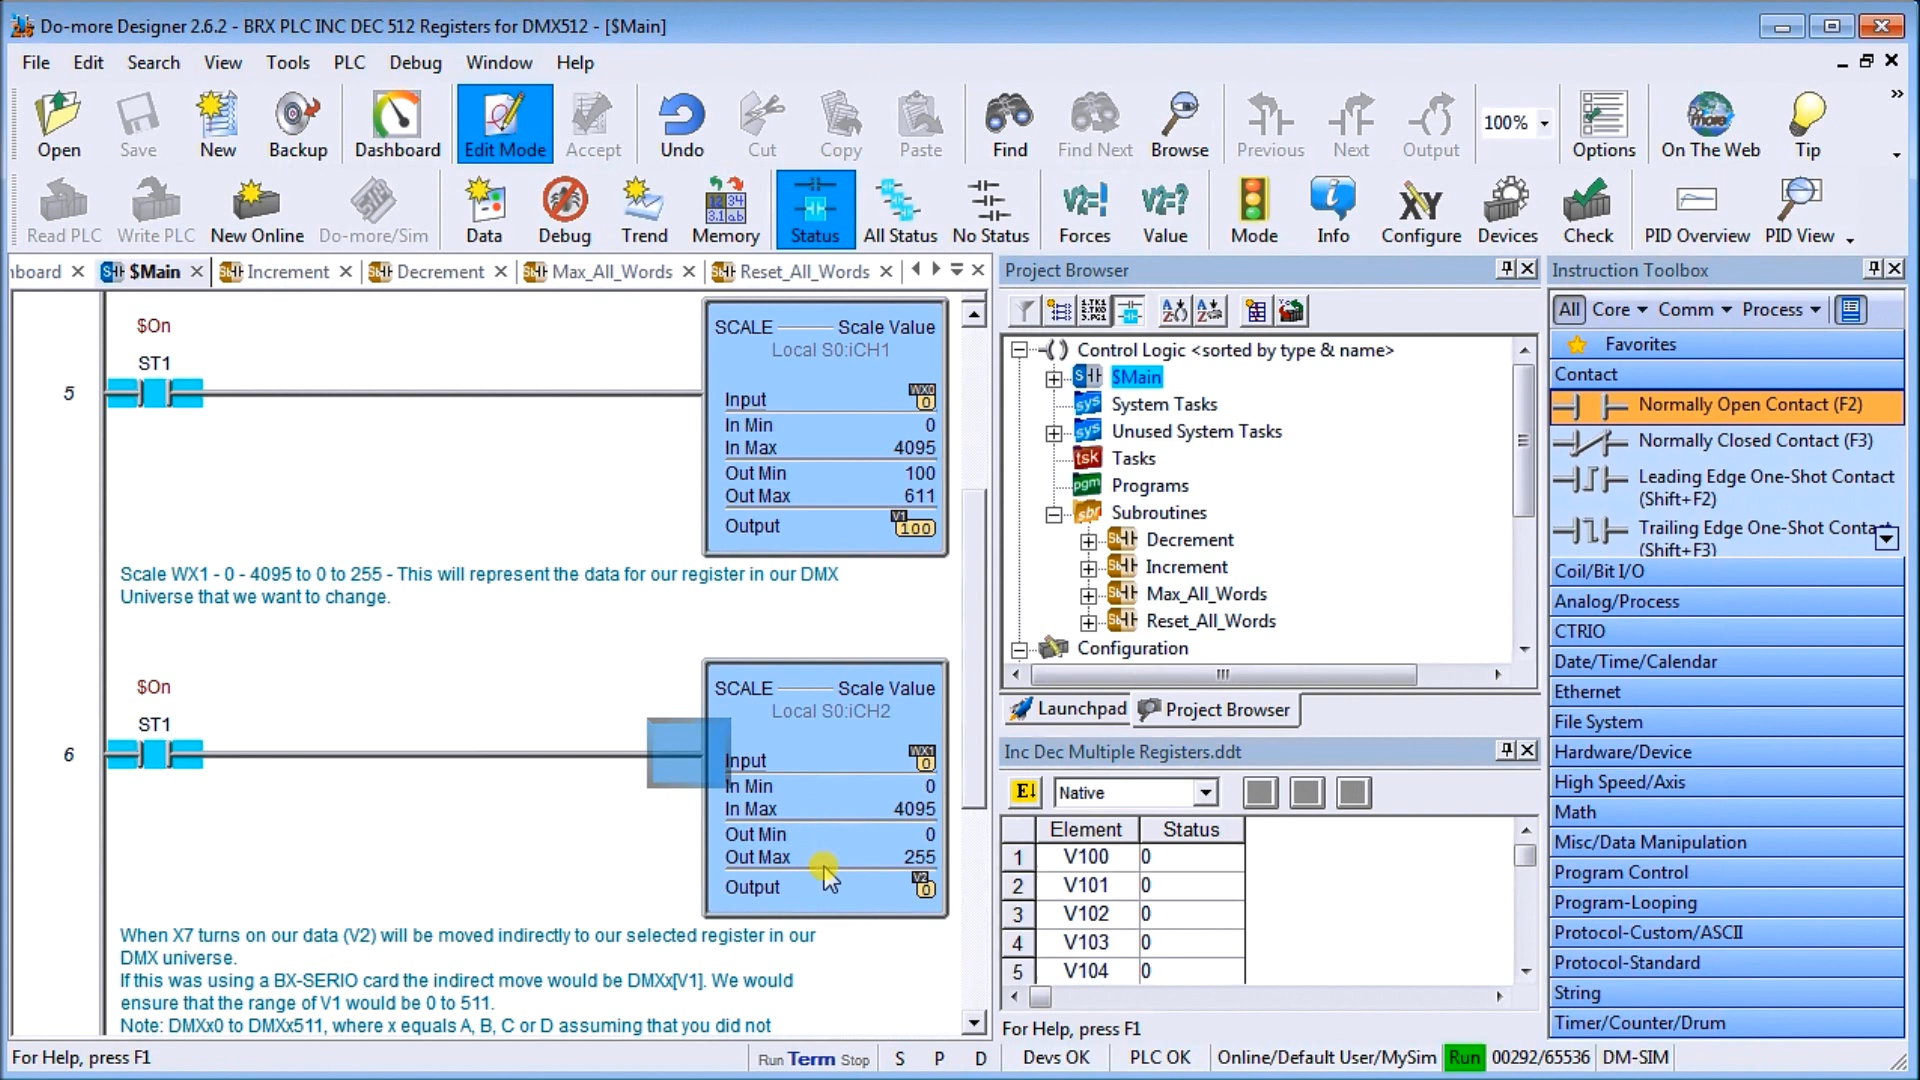 Do-more Designer 2.6.2 - BRX PLC INC DEC 512 Registers for DMX512 - [$Main]
File Edit Search View Tools PLC Debug Window Help
Open Save New Backup Dashboard Edit Mode Accept Undo Cut Copy Paste Find Find Next Browse Previous Next Output 100% Options On The Web Tip
Read PLC Write PLC New Online Do-more/Sim Data Debug Trend Memory Status All Status No Status Forces Value Mode Info Configure Devices Check PID Overview PID View
board $Main Increment Decrement Max_All_Words Reset_All_Words
$On
ST1
5
SCALE Scale Value
Local S0:iCH1
Input WX0 0
In Min 0
In Max 4095
Out Min 100
Out Max 611
Output V1 100
Scale WX1 - 0 - 4095 to 0 to 255 - This will represent the data for our register in our DMX
Universe that we want to change.
$On
ST1
6
SCALE Scale Value
Local S0:iCH2
Input WX1 0
In Min 0
In Max 4095
Out Min 0
Out Max 255
Output V2 0
When X7 turns on our data (V2) will be moved indirectly to our selected register in our
DMX universe.
If this was using a BX-SERIO card the indirect move would be DMXx[V1]. We would
ensure that the range of V1 would be 0 to 511.
Note: DMXx0 to DMXx511, where x equals A, B, C or D assuming that you did not
Project Browser
Control Logic <sorted by type & name>
$Main
System Tasks
Unused System Tasks
tsk Tasks
pgm Programs
sbr Subroutines
Decrement
Increment
Max_All_Words
Reset_All_Words
Configuration
Launchpad Project Browser
Inc Dec Multiple Registers.ddt
Native
Element Status
1 V100 0
2 V101 0
3 V102 0
4 V103 0
5 V104 0
For Help, press F1
Instruction Toolbox
All Core Comm Process
Favorites
Contact
Normally Open Contact (F2)
Normally Closed Contact (F3)
Leading Edge One-Shot Contact
(Shift+F2)
Trailing Edge One-Shot Conta
(Shift+F3)
Coil/Bit I/O
Analog/Process
CTRIO
Date/Time/Calendar
Ethernet
File System
Hardware/Device
High Speed/Axis
Math
Misc/Data Manipulation
Program Control
Program-Looping
Protocol-Custom/ASCII
Protocol-Standard
String
Timer/Counter/Drum
For Help, press F1 Run Term Stop S P D Devs OK PLC OK Online/Default User/MySim Run 00292/65536 DM-SIM